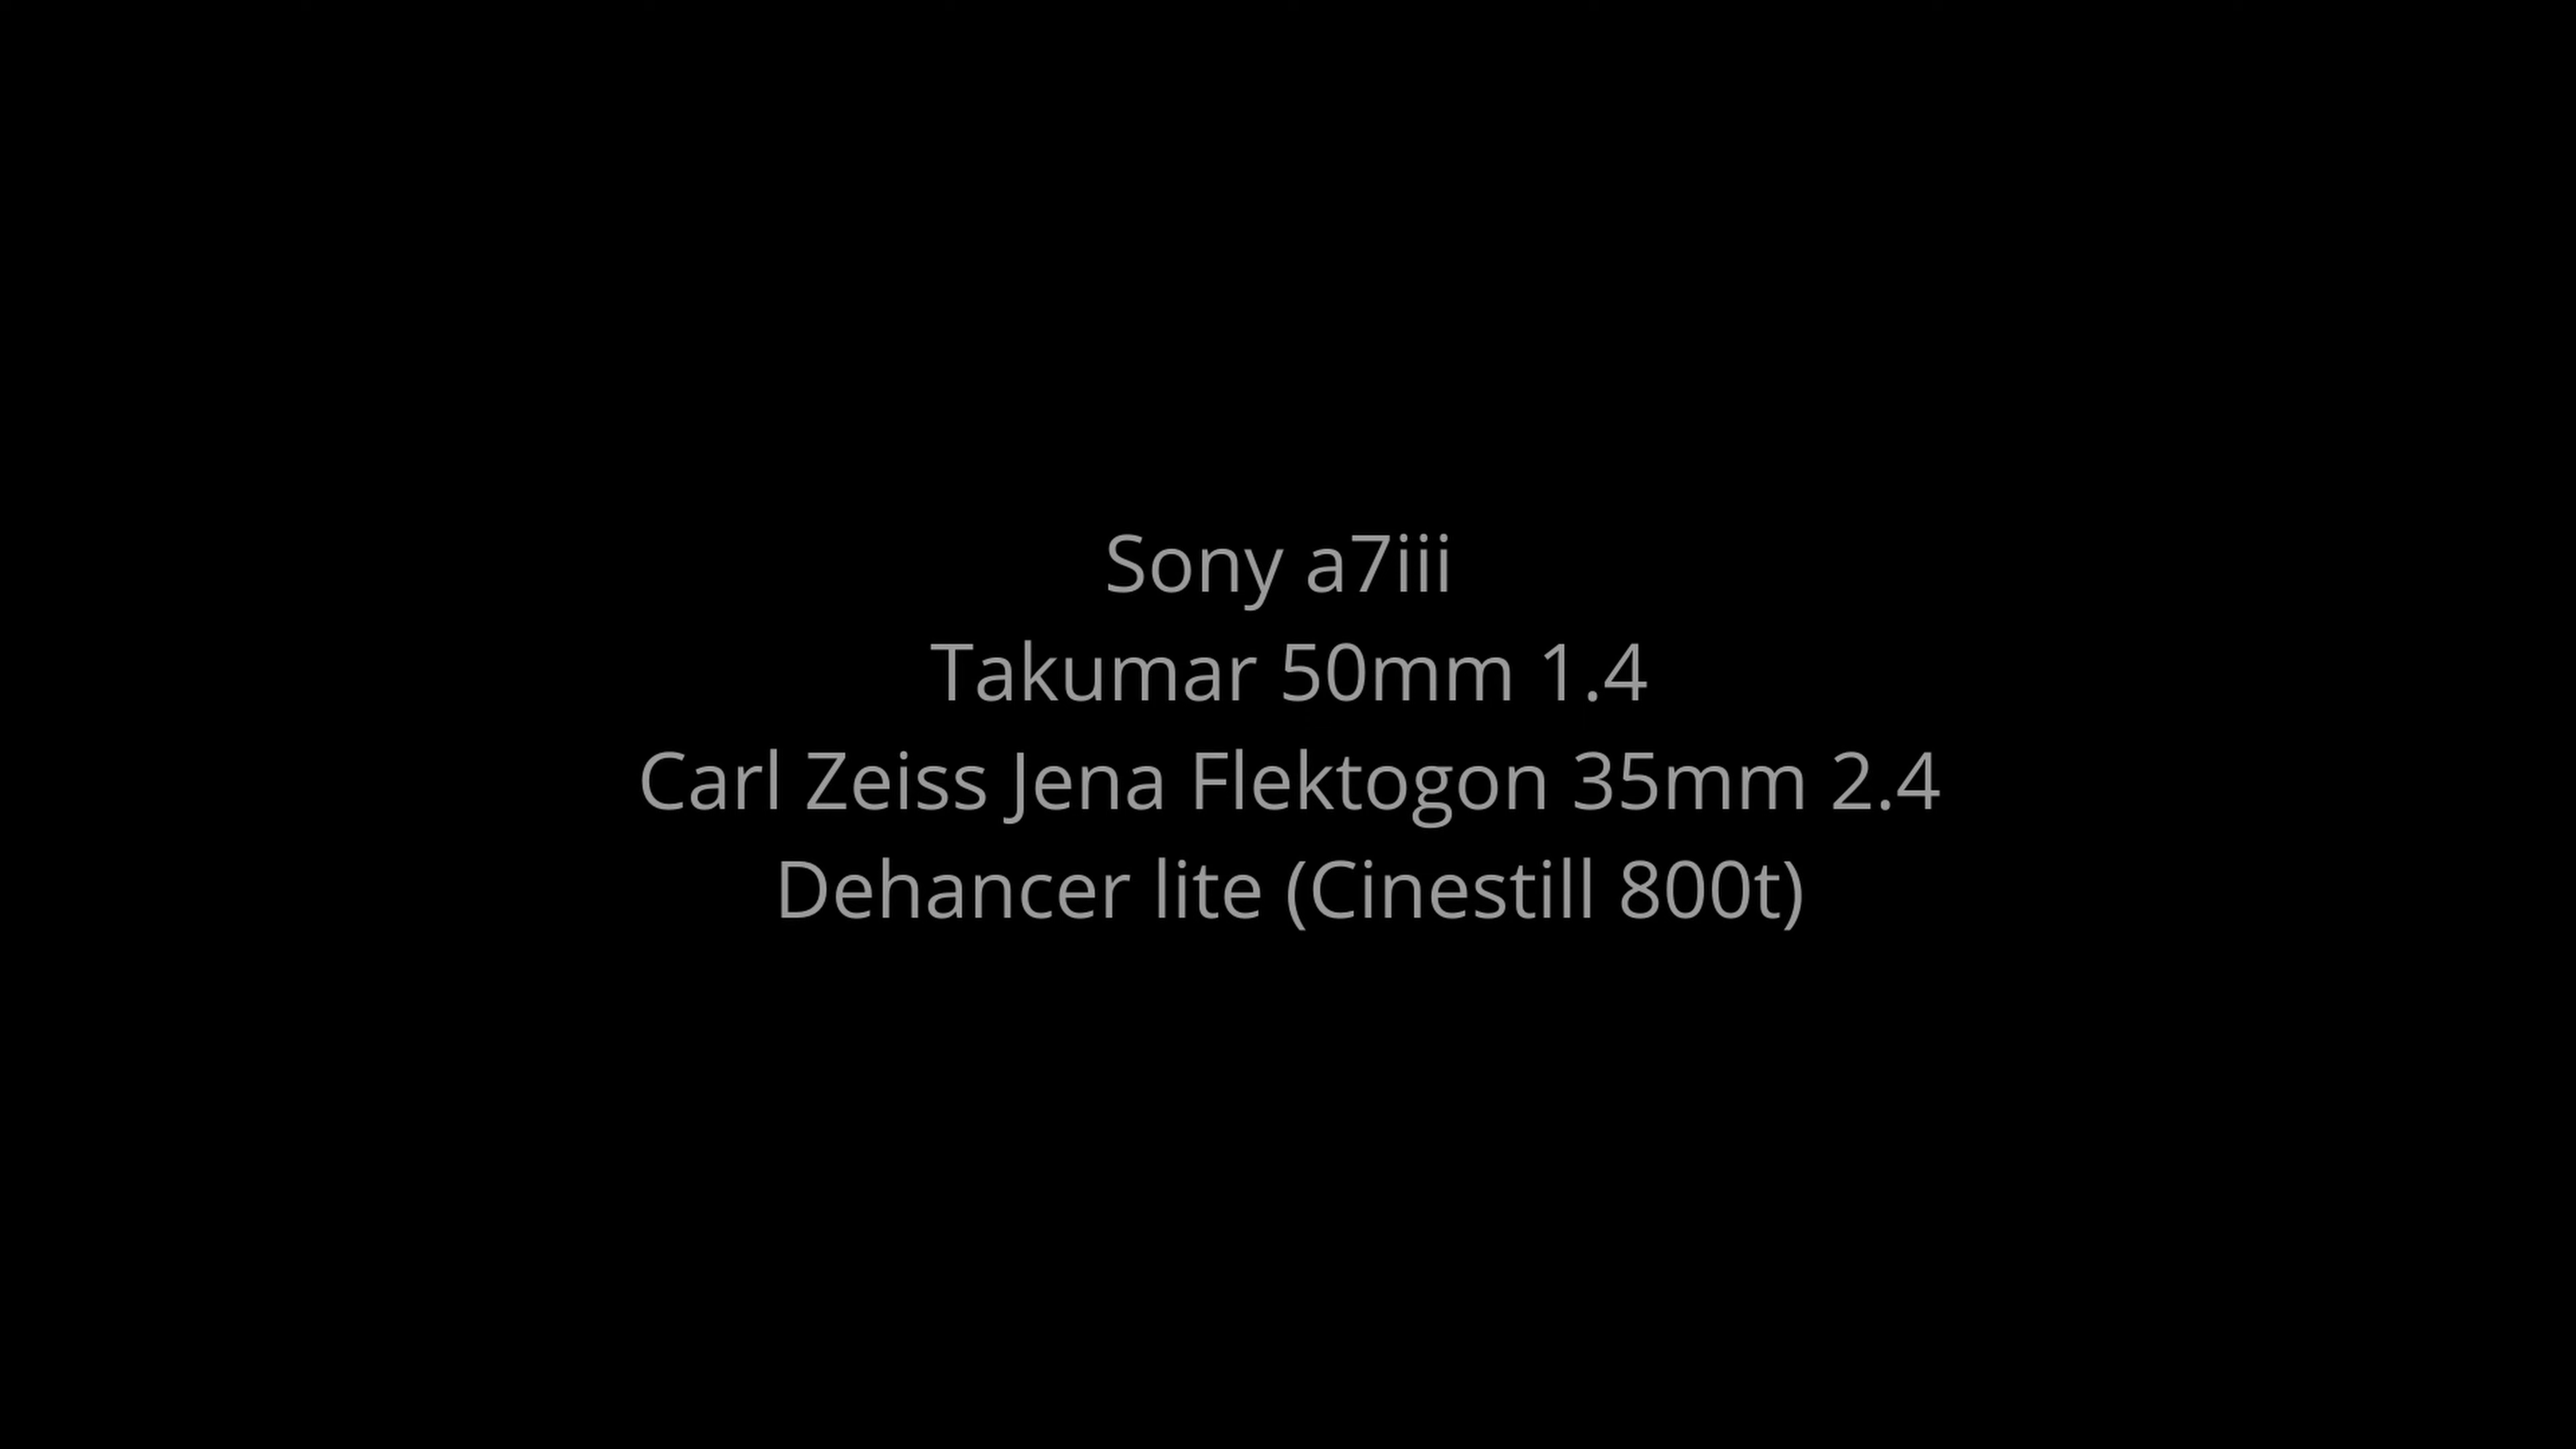 Sony a7iii
Takumar 50mm 1.4
Carl Zeiss Jena Flektogon 35mm 2.4
Dehancer lite (Cinestill 800t)